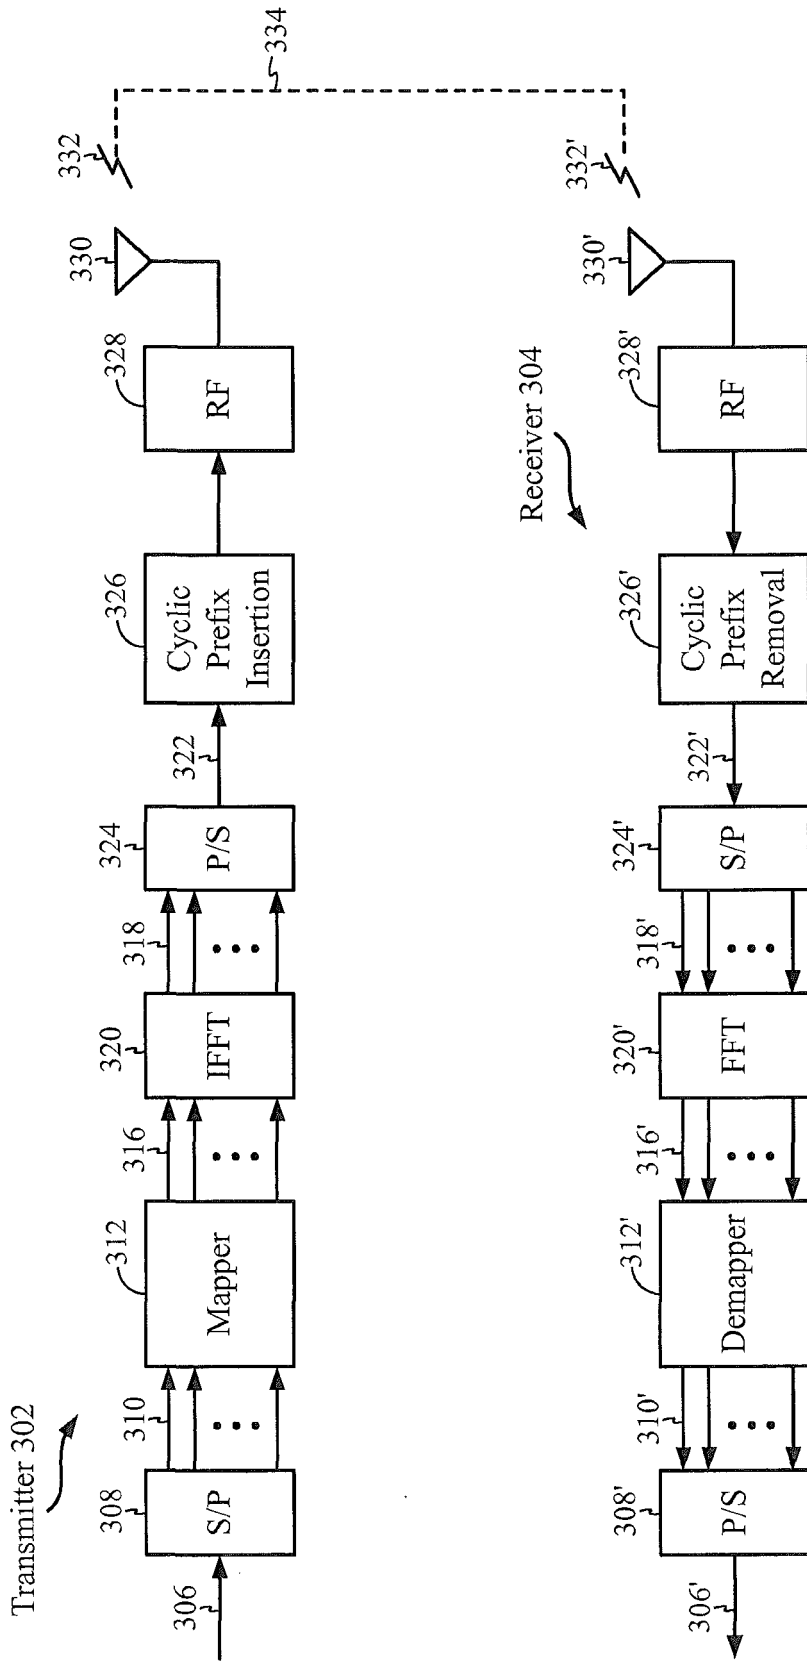 Transmitter 302
306
308
S/P
310
312
Mapper
316
320
IFFT
318
324
P/S
322
326
Cyclic
Prefix
Insertion
328
RF
330
332
334
Receiver 304
306'
308'
P/S
310'
312'
Demapper
316'
320'
FFT
318'
324'
S/P
322'
326'
Cyclic
Prefix
Removal
328'
RF
330'
332'